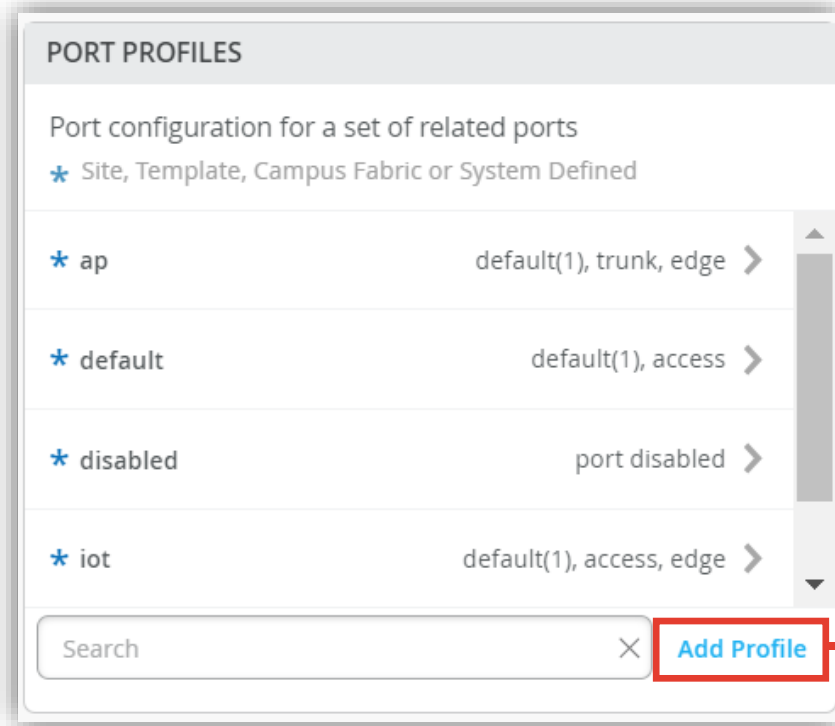 PORT PROFILES
Port configuration for a set of related ports
* Site, Template, Campus Fabric or System Defined
* ap default(1), trunk, edge
* default default(1), access
* disabled port disabled
* iot default(1), access, edge
Search Add Profile